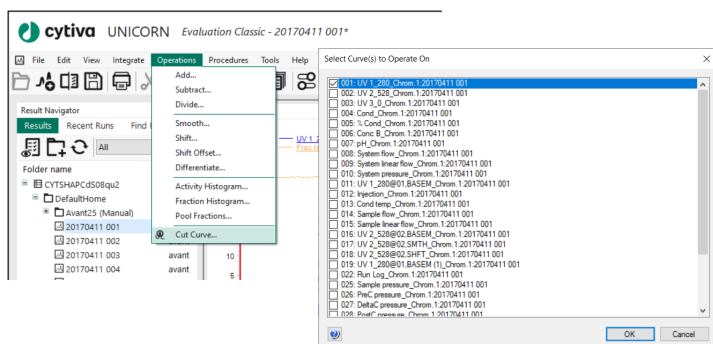 cytiva UNICORN Evaluation Classic - 20170411 001*
File Edit View Integrate Operations Procedures Tools Help
Add...
Subtract...
Divide...
Smooth...
Shift...
Shift Offset...
Differentiate...
Activity Histogram...
Fraction Histogram...
Pool Fractions...
Cut Curve...
Result Navigator
Results Recent Runs Find
All
Folder name
CYTSHAPCdS08qu2
DefaultHome
Avant25 (Manual)
20170411 001
20170411 002
20170411 003 avant
20170411 004 avant
10
5
Select Curve(s) to Operate On
001: UV 1_280_Chrom.1:20170411 001
002: UV 2_528_Chrom.1:20170411 001
003: UV 3_0_Chrom.1:20170411 001
004: Cond_Chrom.1:20170411 001
005: % Cond_Chrom.1:20170411 001
006: Conc B_Chrom.1:20170411 001
007: pH_Chrom.1:20170411 001
008: System flow_Chrom.1:20170411 001
009: System linear flow_Chrom.1:20170411 001
010: System pressure_Chrom.1:20170411 001
011: UV 1_280@01,BASEM_Chrom.1:20170411 001
012: Injection_Chrom.1:20170411 001
013: Cond temp_Chrom.1:20170411 001
014: Sample flow_Chrom.1:20170411 001
015: Sample linear flow_Chrom.1:20170411 001
016: UV 2_528@02,BASEM_Chrom.1:20170411 001
017: UV 2_528@02,SMTH_Chrom.1:20170411 001
018: UV 2_528@02,SHFT_Chrom.1:20170411 001
019: UV 1_280@01,BASEM (1)_Chrom.1:20170411 001
022: Run Log_Chrom.1:20170411 001
025: Sample pressure_Chrom.1:20170411 001
026: PreC pressure_Chrom.1:20170411 001
027: DeltaC pressure_Chrom.1:20170411 001
028: PostC pressure_Chrom.1:20170411 001
OK Cancel